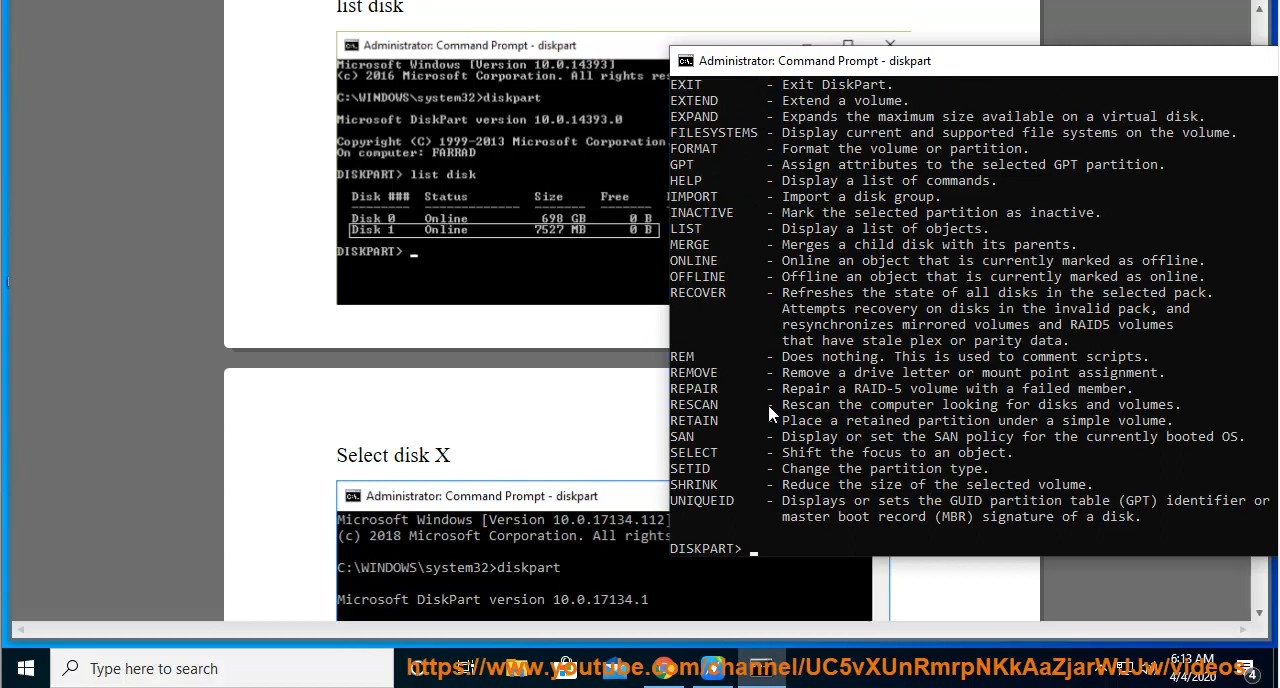 list disk
Administrator: Command Prompt - diskpart
Microsoft Windows [Version 10.0.14393]
(c) 2016 Microsoft Corporation. All rights res
C:\WINDOWS\system32>diskpart
Microsoft DiskPart version 10.0.14393.0
Copyright (C) 1999-2013 Microsoft Corporation.
On computer: FARRAD
DISKPART> list disk
Disk ### Status Size Free
Disk 0 Online 698 GB 0 B
Disk 1 Online 7527 MB 0 B
DISKPART>
Select disk X
Administrator: Command Prompt - diskpart
Microsoft Windows [Version 10.0.17134.112]
(c) 2018 Microsoft Corporation. All rights
C:\WINDOWS\system32>diskpart
Microsoft DiskPart version 10.0.17134.1
Administrator: Command Prompt - diskpart
EXIT - Exit DiskPart.
EXTEND - Extend a volume.
EXPAND - Expands the maximum size available on a virtual disk.
FILESYSTEMS - Display current and supported file systems on the volume.
FORMAT - Format the volume or partition.
GPT - Assign attributes to the selected GPT partition.
HELP - Display a list of commands.
IMPORT - Import a disk group.
INACTIVE - Mark the selected partition as inactive.
LIST - Display a list of objects.
MERGE - Merges a child disk with its parents.
ONLINE - Online an object that is currently marked as offline.
OFFLINE - Offline an object that is currently marked as online.
RECOVER - Refreshes the state of all disks in the selected pack.
Attempts recovery on disks in the invalid pack, and
resynchronizes mirrored volumes and RAID5 volumes
that have stale plex or parity data.
REM - Does nothing. This is used to comment scripts.
REMOVE - Remove a drive letter or mount point assignment.
REPAIR - Repair a RAID-5 volume with a failed member.
RESCAN - Rescan the computer looking for disks and volumes.
RETAIN - Place a retained partition under a simple volume.
SAN - Display or set the SAN policy for the currently booted OS.
SELECT - Shift the focus to an object.
SETID - Change the partition type.
SHRINK - Reduce the size of the selected volume.
UNIQUEID - Displays or sets the GUID partition table (GPT) identifier or
master boot record (MBR) signature of a disk.
DISKPART>
Type here to search
6:13 AM
4/4/2020
4